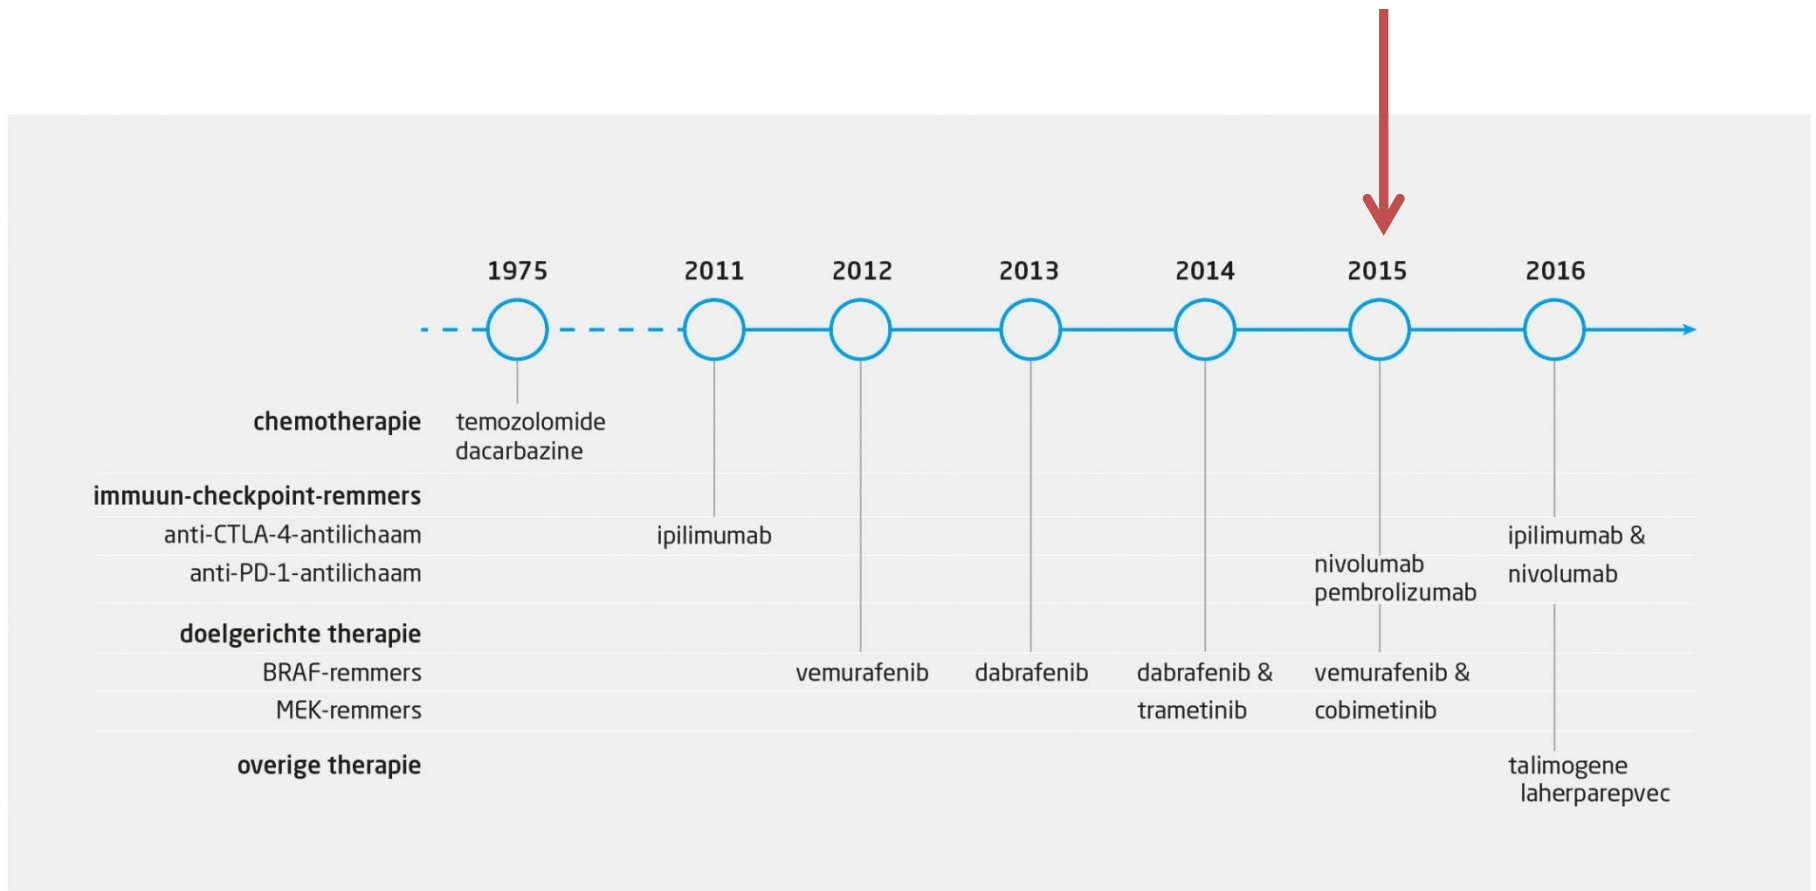 1975 2011 2012 2013 2014 2015 2016
chemotherapie temozolomide
dacarbazine
immuun-checkpoint-remmers
anti-CTLA-4-antilichaam ipilimumab ipilimumab &
anti-PD-1-antilichaam nivolumab nivolumab
pembrolizumab
doelgerichte therapie
BRAF-remmers vemurafenib dabrafenib dabrafenib & vemurafenib &
MEK-remmers trametinib cobimetinib
overige therapie talimogene
laherparepvec